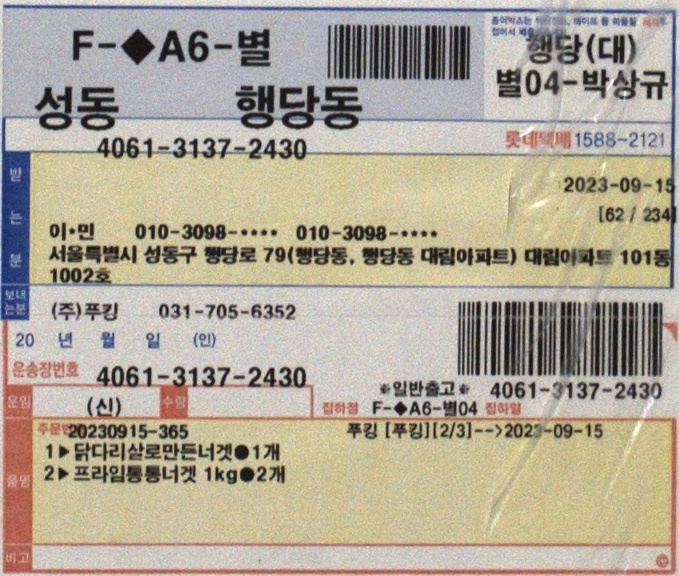 F-◆A6-별
종이박스는 박스끼리, 테이프 등 이물질 제거후
접어서 배출
행당(대)
별04-박상규
성동 행당동
4061-3137-2430
롯데택배 1588-2121
받는분
2023-09-15
[62 / 234]
이*민 010-3098-**** 010-3098-****
서울특별시 성동구 행당로 79(행당동, 행당동 대림아파트) 대림아파트 101동
1002호
보내는분
(주)푸킹 031-705-6352
20 년 월 일 (인)
운송장번호 4061-3137-2430
※일반출고※ 4061-3137-2430
운임 (신) 수량
집하점 F-◆A6-별04 집하일
주문번 20230915-365 푸킹 [푸킹][2/3]-->2023-09-15
품명
1▶닭다리살로만든너겟●1개
2▶프라임통통너겟 1kg●2개
비고